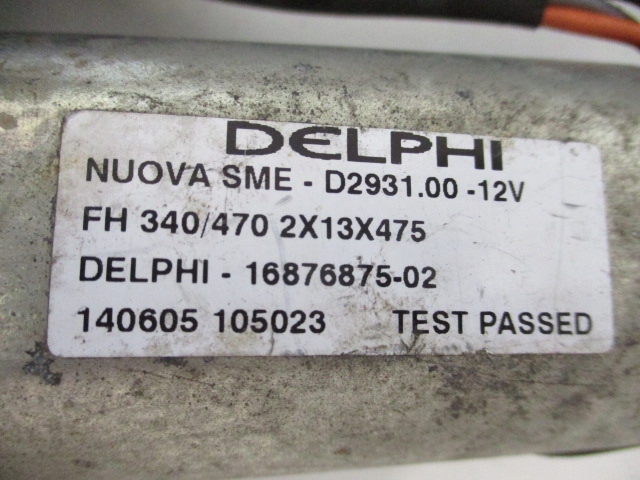 DELPHI
NUOVA SME - D2931.00 -12V
FH 340/470 2X13X475
DELPHI - 16876875-02
140605 105023 TEST PASSED